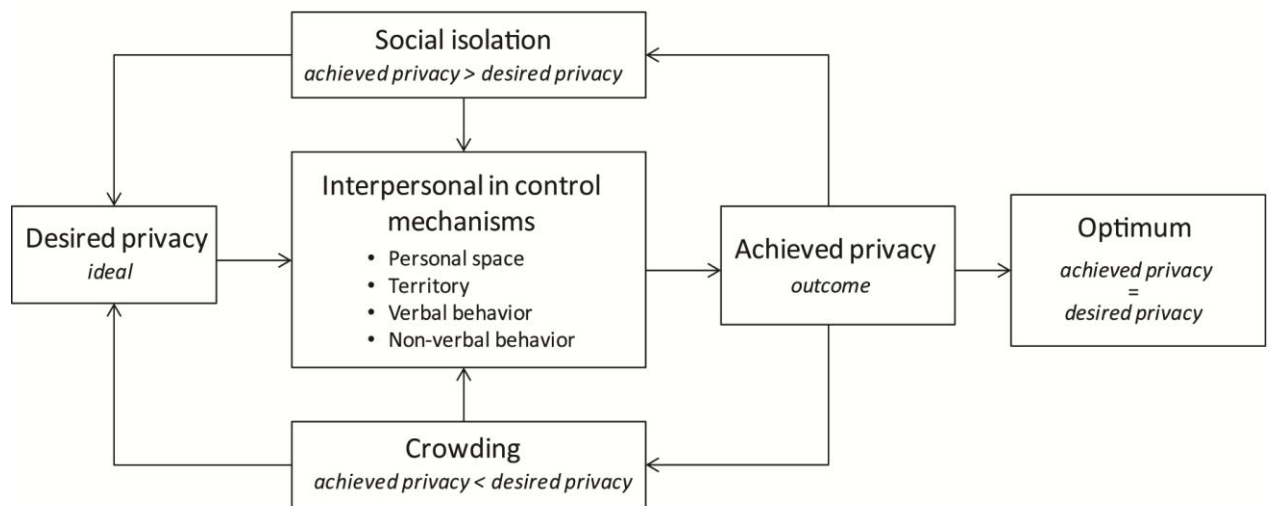 Social isolation
achieved privacy > desired privacy
Desired privacy
ideal
Interpersonal in control
mechanisms
• Personal space
• Territory
• Verbal behavior
• Non-verbal behavior
Achieved privacy
outcome
Optimum
achieved privacy
=
desired privacy
Crowding
achieved privacy < desired privacy